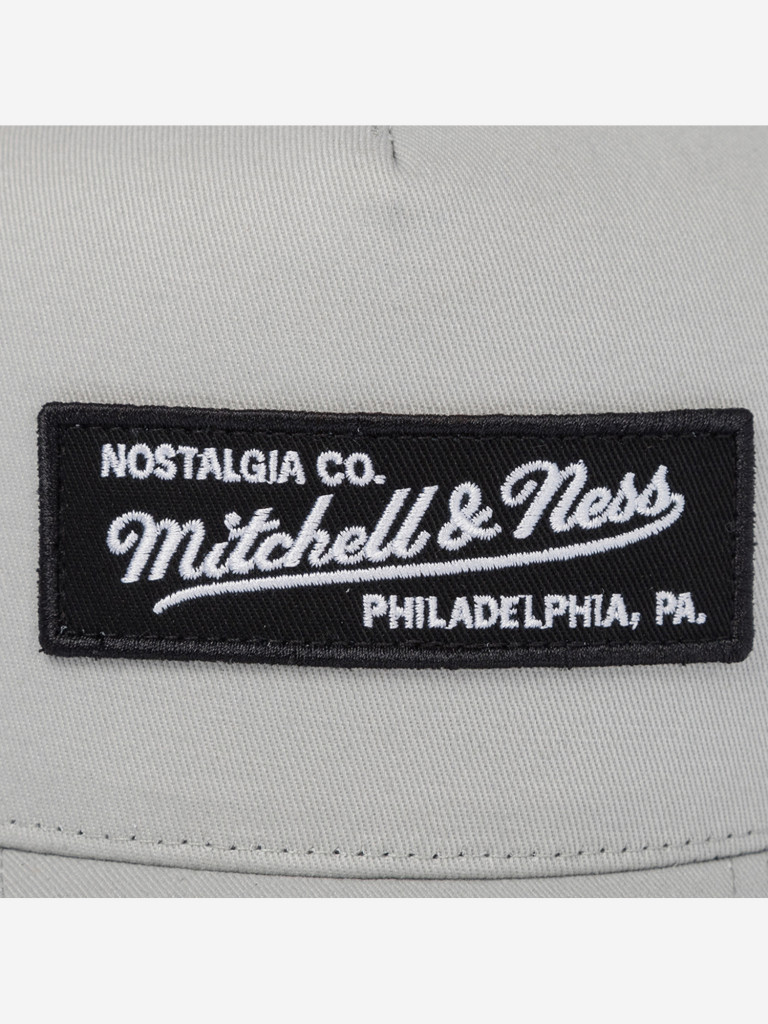 NOSTALGIA CO.
Mitchell & Ness
PHILADELPHIA, PA.